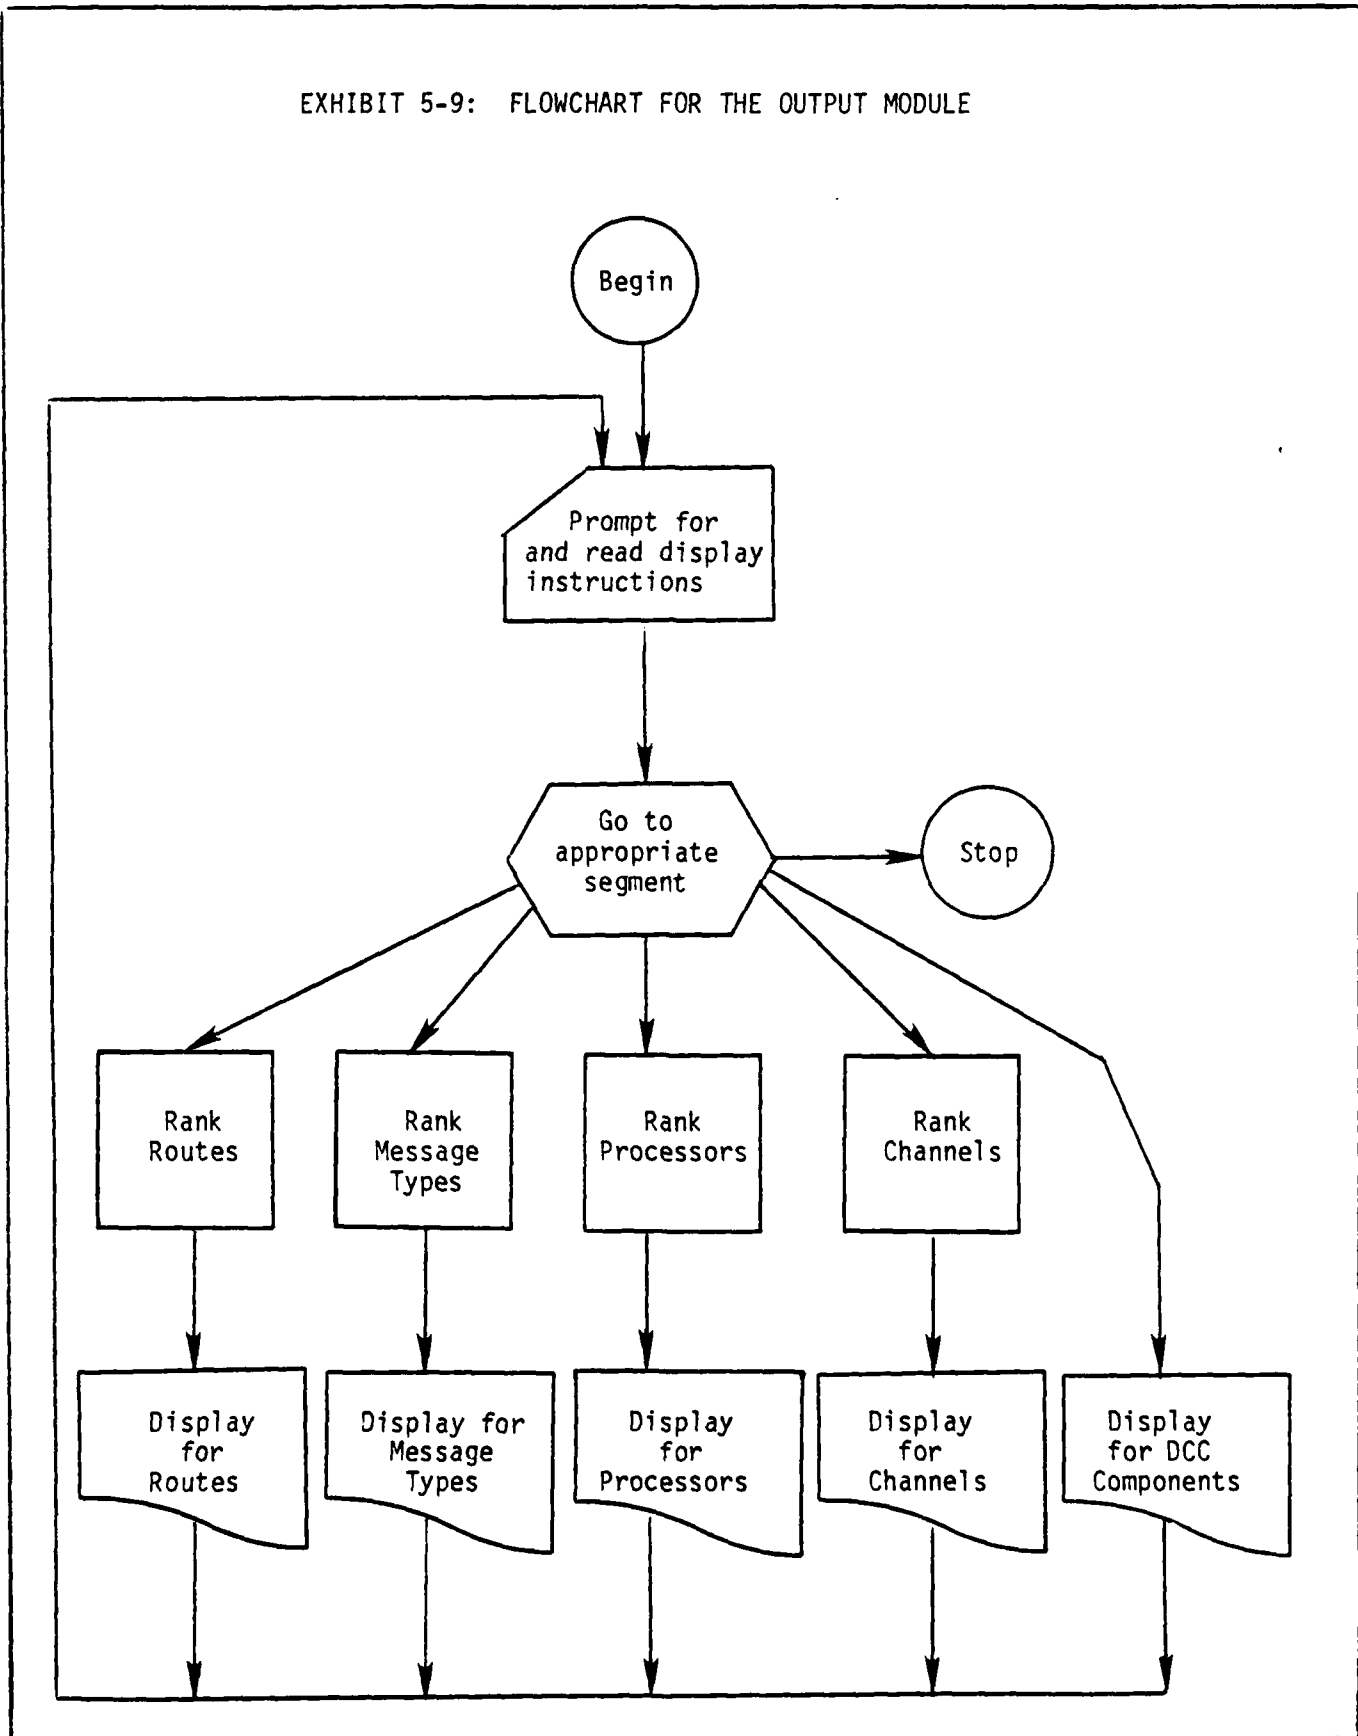 EXHIBIT 5-9: FLOWCHART FOR THE OUTPUT MODULE
Begin
Prompt for
and read display
instructions
Go to
appropriate
segment
Stop
Rank
Routes
Rank
Message
Types
Rank
Processors
Rank
Channels
Display
for
Routes
Display for
Message
Types
Display
for
Processors
Display
for
Channels
Display
for DCC
Components